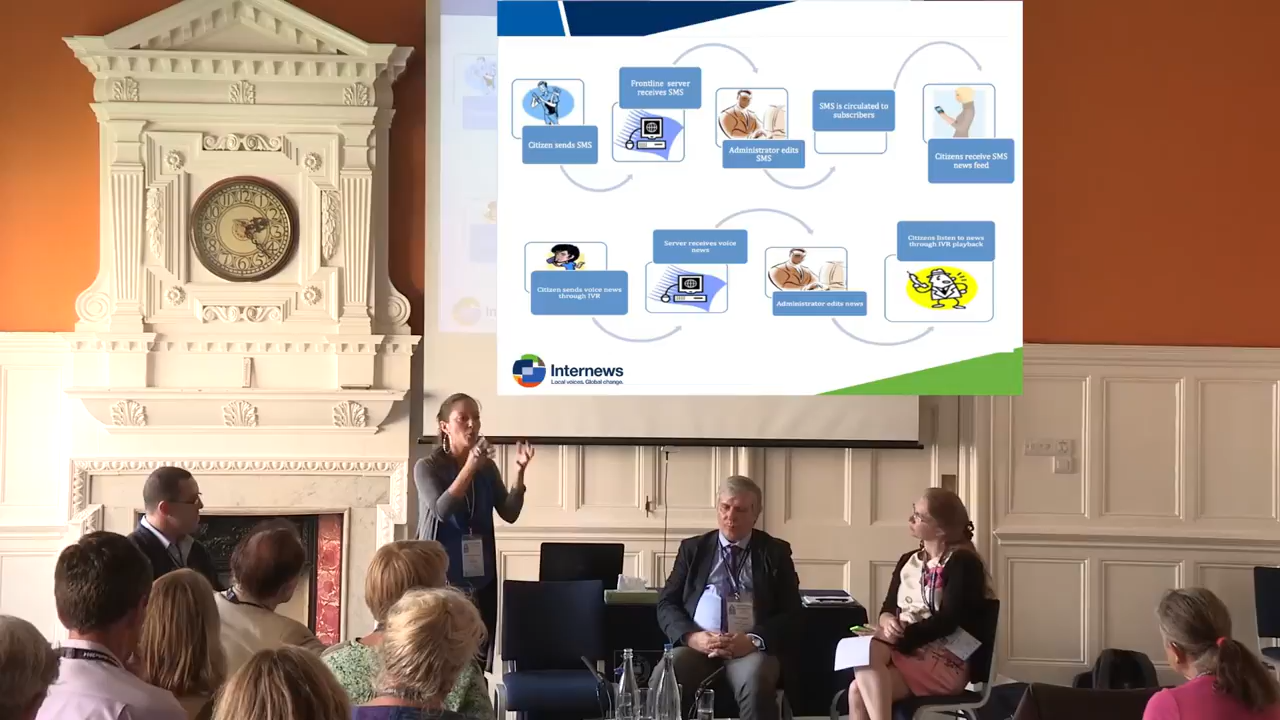 Citizen sends SMS
Frontline server
receives SMS
Administrator edits
SMS
SMS is circulated to
subscribers
Citizens receive SMS
news feed
Citizen sends voice news
through IVR
Server receives voice
news
Administrator edits news
Citizens listen to news
through IVR playback
Internews
Local voices. Global change.